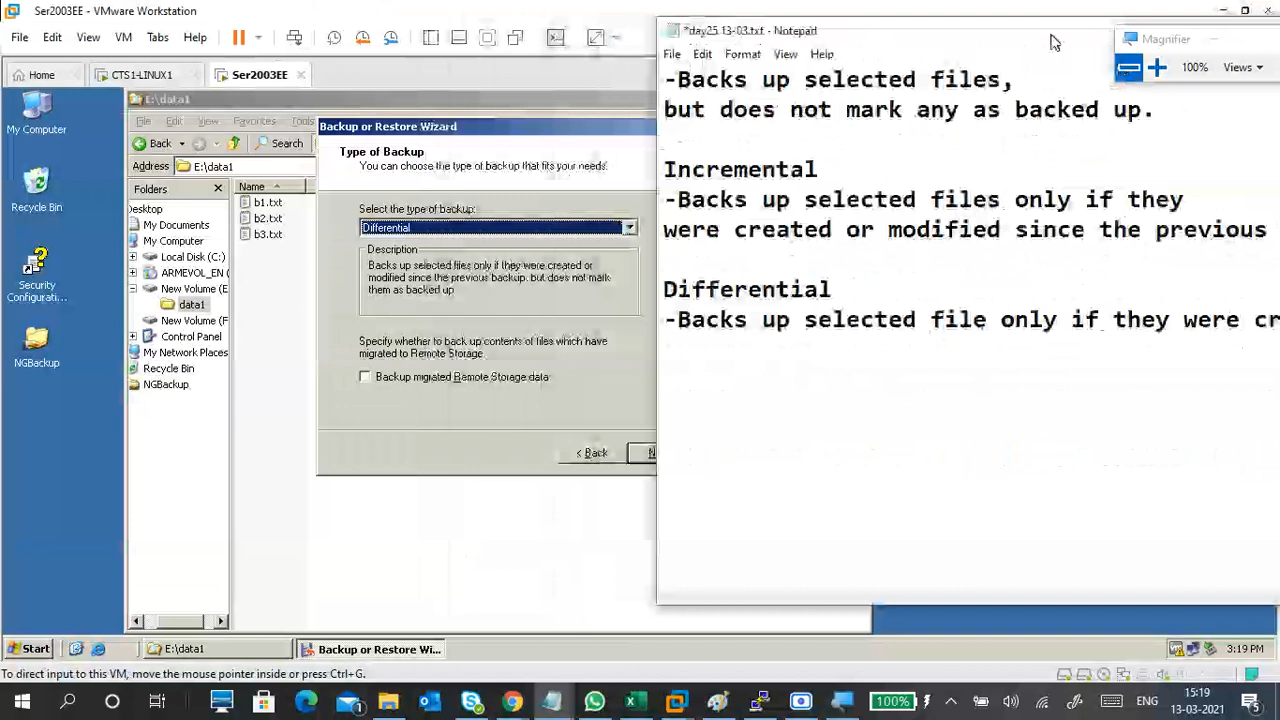 Ser2003EE - VMware Workstation
File Edit View VM Tabs Help
Home CTS1-LINUX1 Ser2003EE
*day25 13-03.txt - Notepad
File Edit Format View Help
Magnifier
100% Views
-Backs up selected files,
but does not mark any as backed up.
Incremental
-Backs up selected files only if they
were created or modified since the previous
Differential
-Backs up selected file only if they were cr
My Computer
Recycle Bin
Security
Configurati...
NGBackup
E:\data1
File Edit View Favorites Tools
Back Search
Address E:\data1
Folders
Desktop
My Documents
My Computer
Local Disk (C:)
ARMEVOL_EN (
New Volume (E
data1
New Volume (F
Control Panel
My Network Places
Recycle Bin
NGBackup
Name
b1.txt
b2.txt
b3.txt
Backup or Restore Wizard
Type of Backup
You can choose the type of backup that fits your needs.
Select the type of backup:
Differential
Description
Backs up selected files only if they were created or
modified since the previous backup, but does not mark
them as backed up
Specify whether to back up contents of files which have
migrated to Remote Storage
Backup migrated Remote Storage data
< Back N
Start E:\data1 Backup or Restore Wi... 3:19 PM
To direct input to this VM, move the mouse pointer inside or press Ctrl+G.
100% ENG 15:19
13-03-2021